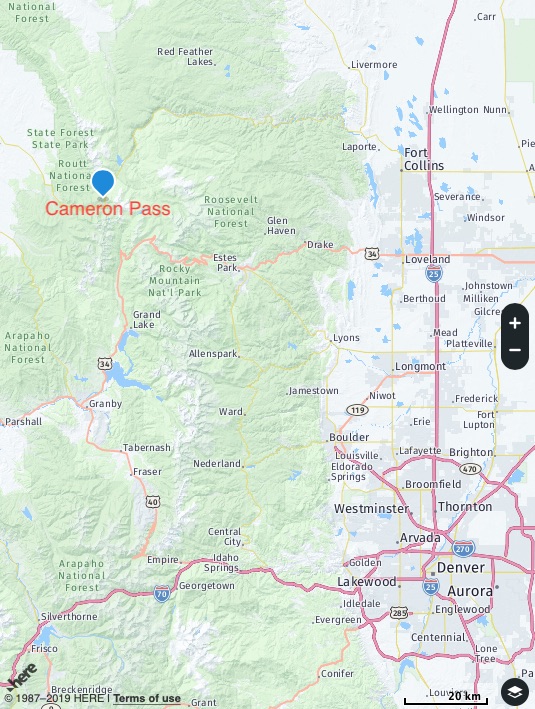 National
Forest
Carr
Red Feather
Lakes
Livermore
Wellington
Nunn
State Forest
State Park
Laporte
Fort
Collins
Routt
National
Forest
Cameron Pass
Severance
Roosevelt
National
Forest
Windsor
Glen
Haven
Drake
34
Estes
Park
Loveland
25
Rocky
Mountain
Nat'l Park
Johnstown
Berthoud
Milliken
Gilcre
Grand
Lake
+
Arapaho
National
Forest
Mead
Platteville
Lyons
−
Allenspark
34
Longmont
Jamestown
Niwot
Granby
Ward
119
Frederick
Parshall
Erie
Fort
Lupton
Boulder
Tabernash
Louisville
Lafayette
Brighton
Fraser
Nederland
Eldorado
Springs
470
Broomfield
40
Westminster
Thornton
Central
City
Arvada
270
Arapaho
National
Forest
Empire
Idaho
Springs
Golden
Denver
Georgetown
Lakewood
25
Aurora
70
Idledale
285
Englewood
Silverthorne
Evergreen
Centennial
Frisco
Lone
Tree
Conifer
here
Breckenridge
20 km
© 1987–2019 HERE | Terms of use
9
Grant